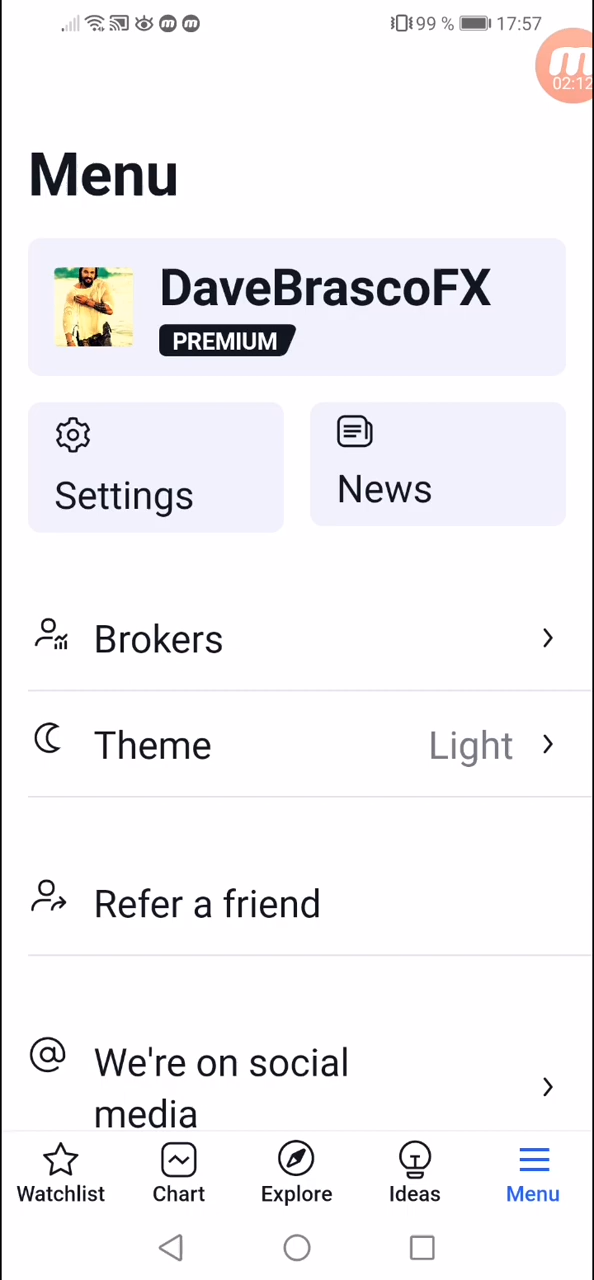 99 % 17:57
m
02:12
Menu
DaveBrascoFX
PREMIUM
Settings
News
Brokers
Theme Light
Refer a friend
We're on social
media
Watchlist Chart Explore Ideas Menu